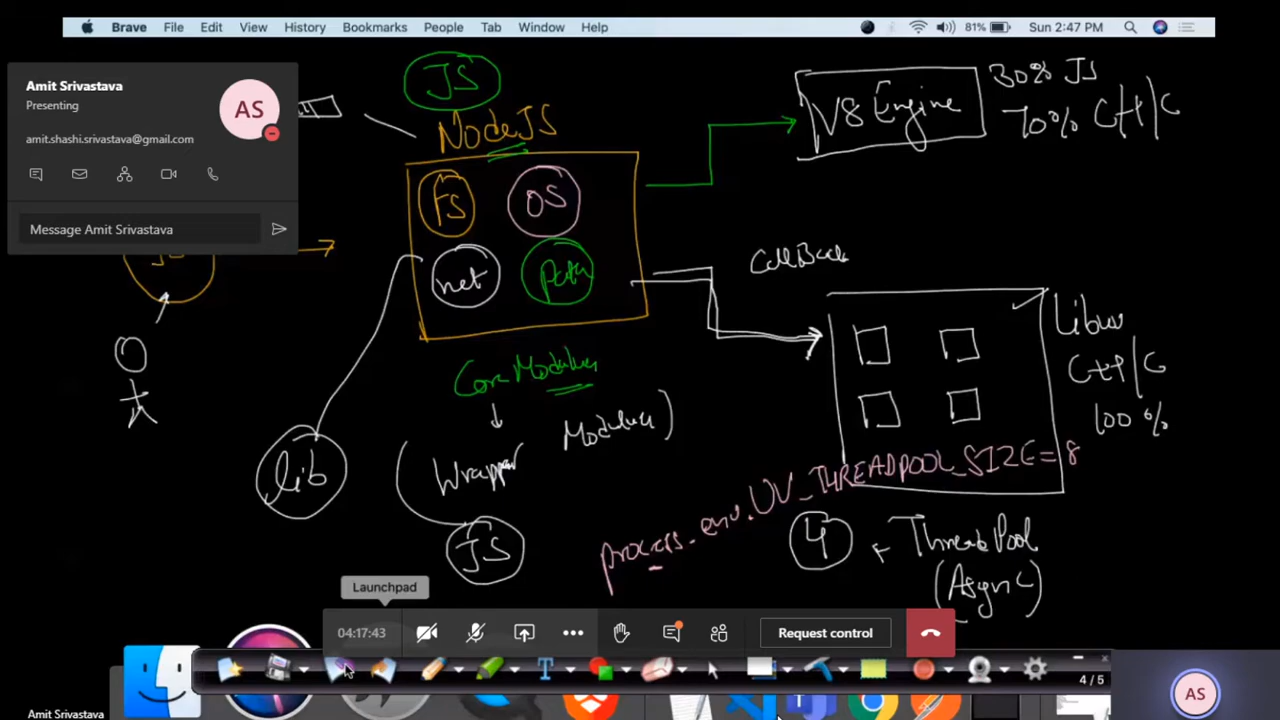 Brave File Edit View History Bookmarks People Tab Window Help 81% Sun 2:47 PM
Amit Srivastava
Presenting
AS
amit.shashi.srivastava@gmail.com
Message Amit Srivastava
JS
NodeJS
FS
OS
net
path
V8 Engine
30% JS
70% C++/C
CallBack
Libuv
C++/C
100%
Core Modules
Wrapper
Modules)
lib
JS
process.env.UV_THREADPOOL_SIZE=8
4
ThreadPool
(Async)
Launchpad
04:17:43
Request control
4/5
AS
Amit Srivastava